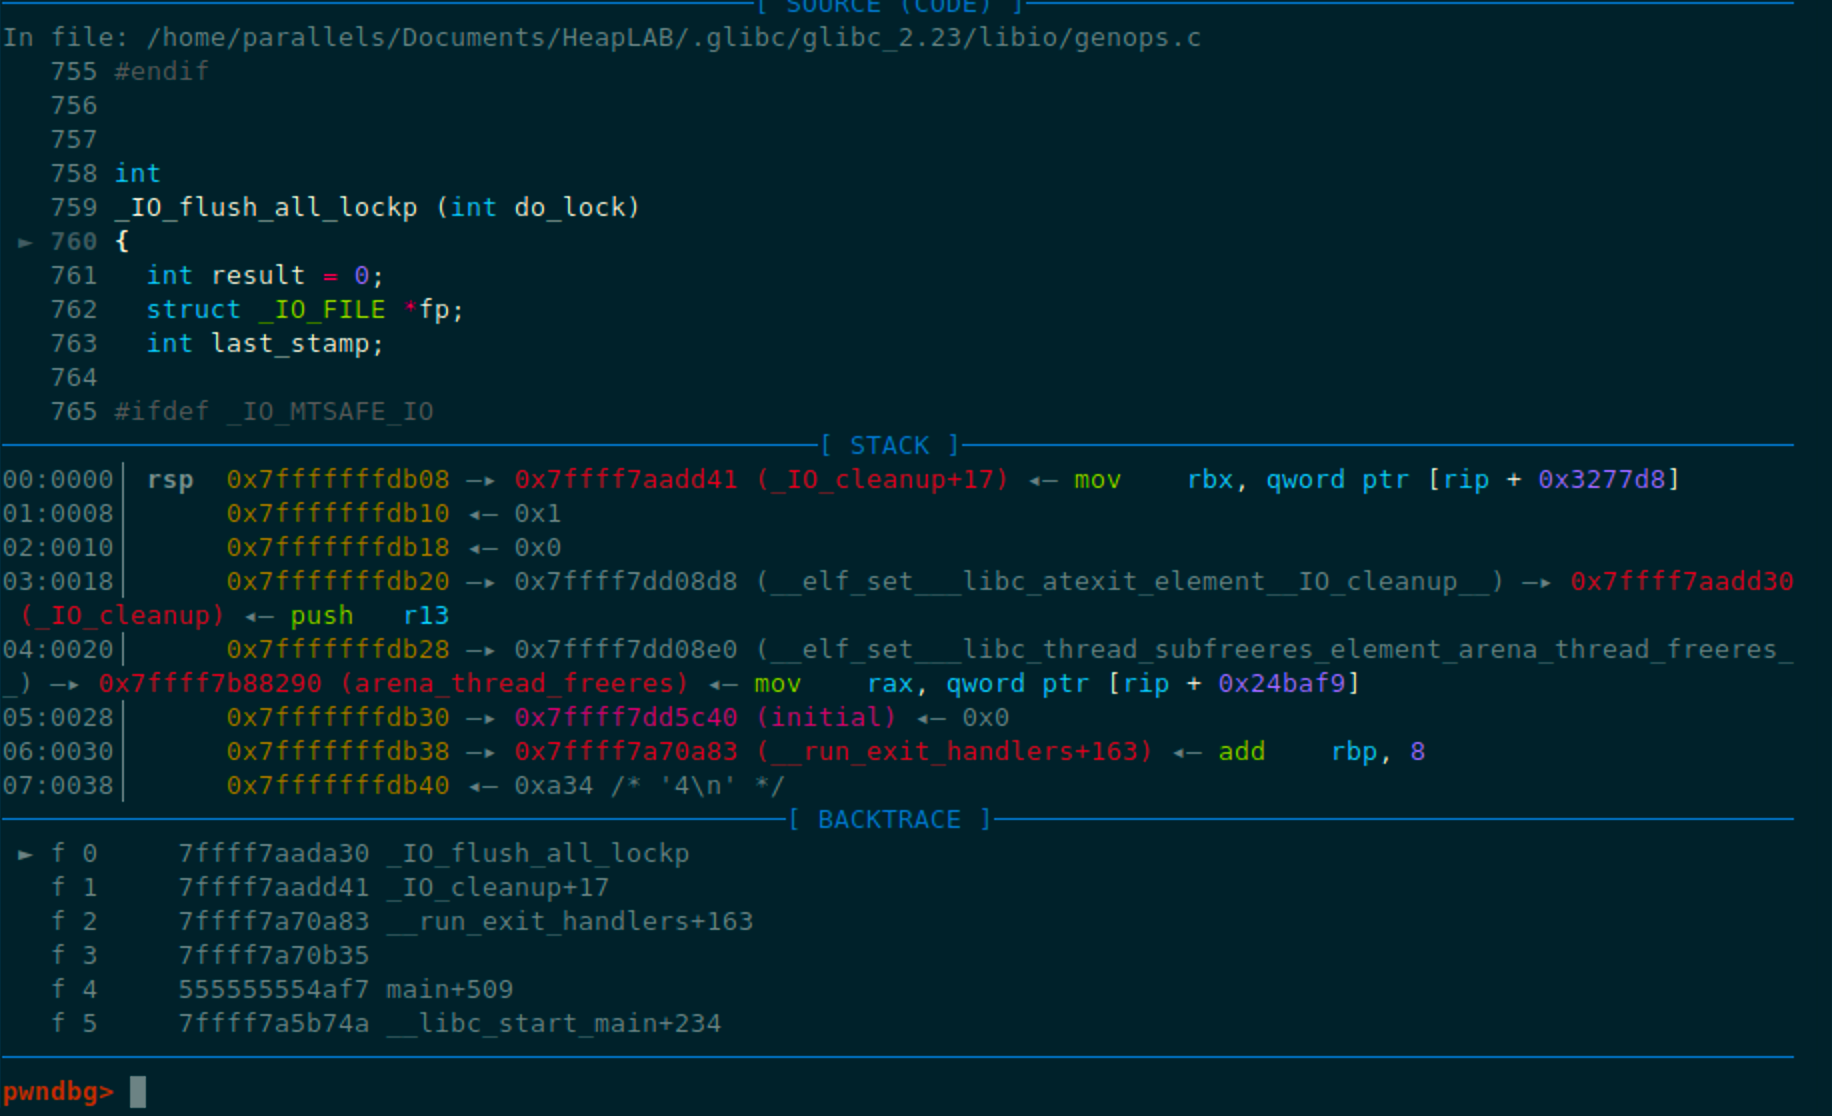 [ SOURCE (CODE) ]
In file: /home/parallels/Documents/HeapLAB/.glibc/glibc_2.23/libio/genops.c
   755 #endif
   756
   757
   758 int
   759 _IO_flush_all_lockp (int do_lock)
 ► 760 {
   761   int result = 0;
   762   struct _IO_FILE *fp;
   763   int last_stamp;
   764
   765 #ifdef _IO_MTSAFE_IO
[ STACK ]
00:0000│ rsp  0x7fffffffdb08 —▸ 0x7ffff7aadd41 (_IO_cleanup+17) ◂— mov    rbx, qword ptr [rip + 0x3277d8]
01:0008│      0x7fffffffdb10 ◂— 0x1
02:0010│      0x7fffffffdb18 ◂— 0x0
03:0018│      0x7fffffffdb20 —▸ 0x7ffff7dd08d8 (__elf_set___libc_atexit_element__IO_cleanup__) —▸ 0x7ffff7aadd30
 (_IO_cleanup) ◂— push   r13
04:0020│      0x7fffffffdb28 —▸ 0x7ffff7dd08e0 (__elf_set___libc_thread_subfreeres_element_arena_thread_freeres_
_) —▸ 0x7ffff7b88290 (arena_thread_freeres) ◂— mov    rax, qword ptr [rip + 0x24baf9]
05:0028│      0x7fffffffdb30 —▸ 0x7ffff7dd5c40 (initial) ◂— 0x0
06:0030│      0x7fffffffdb38 —▸ 0x7ffff7a70a83 (__run_exit_handlers+163) ◂— add    rbp, 8
07:0038│      0x7fffffffdb40 ◂— 0xa34 /* '4\n' */
[ BACKTRACE ]
 ► f 0     7ffff7aada30 _IO_flush_all_lockp
   f 1     7ffff7aadd41 _IO_cleanup+17
   f 2     7ffff7a70a83 __run_exit_handlers+163
   f 3     7ffff7a70b35
   f 4     555555554af7 main+509
   f 5     7ffff7a5b74a __libc_start_main+234
pwndbg>